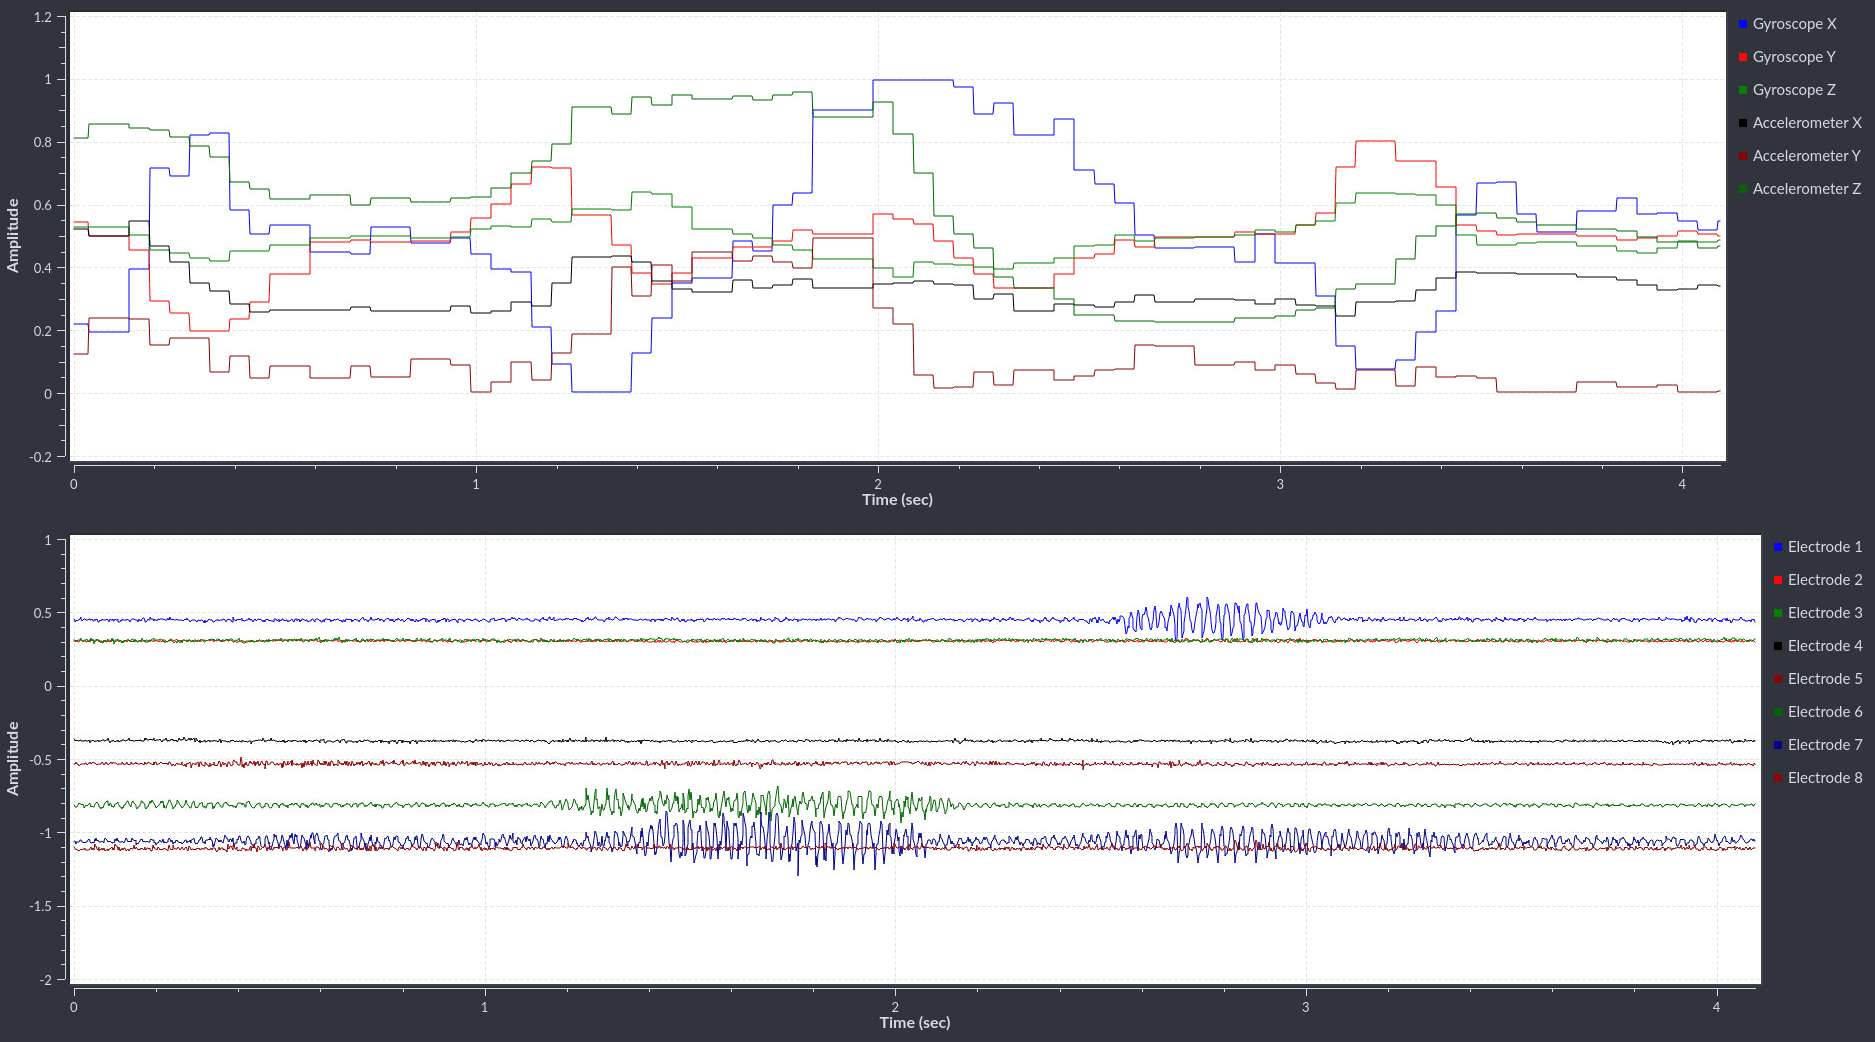 1.2
1
0.8
0.6
0.4
0.2
0
-0.2
Amplitude
0 1 2 3 4
Time (sec)
Gyroscope X
Gyroscope Y
Gyroscope Z
Accelerometer X
Accelerometer Y
Accelerometer Z
1
0.5
0
-0.5
-1
-1.5
-2
Amplitude
0 1 2 3 4
Time (sec)
Electrode 1
Electrode 2
Electrode 3
Electrode 4
Electrode 5
Electrode 6
Electrode 7
Electrode 8